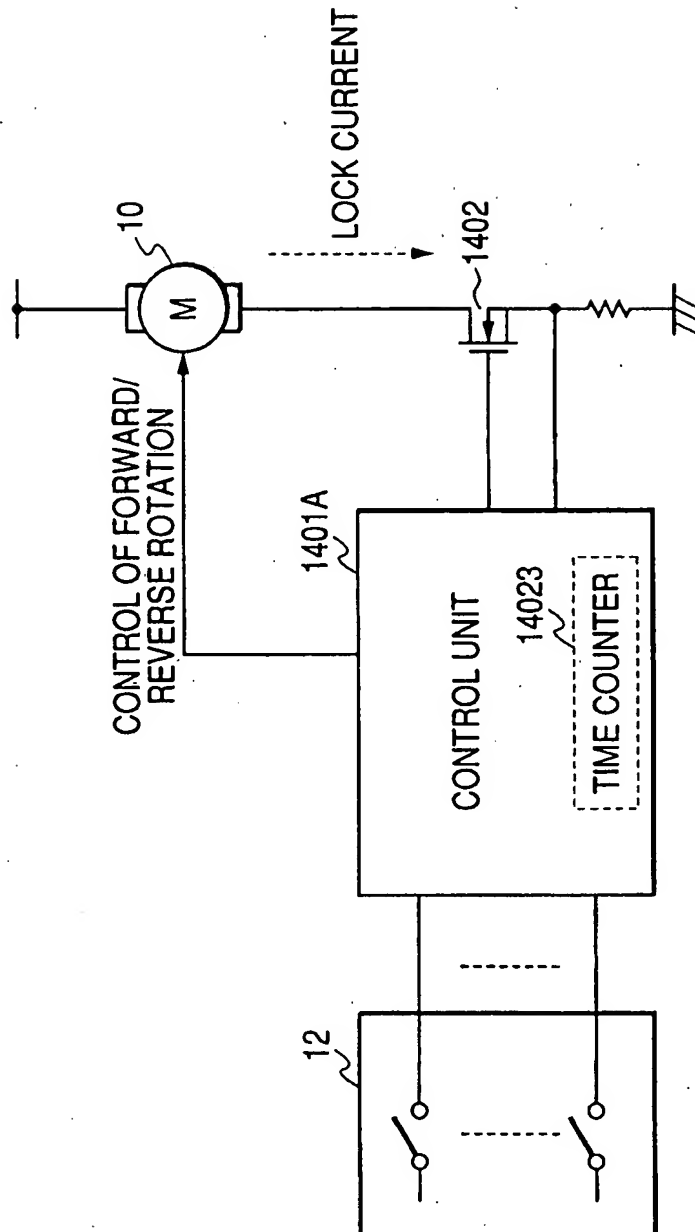 CONTROL OF FORWARD/
REVERSE ROTATION
10
M
LOCK CURRENT
1402
1401A
CONTROL UNIT
14023
TIME COUNTER
12